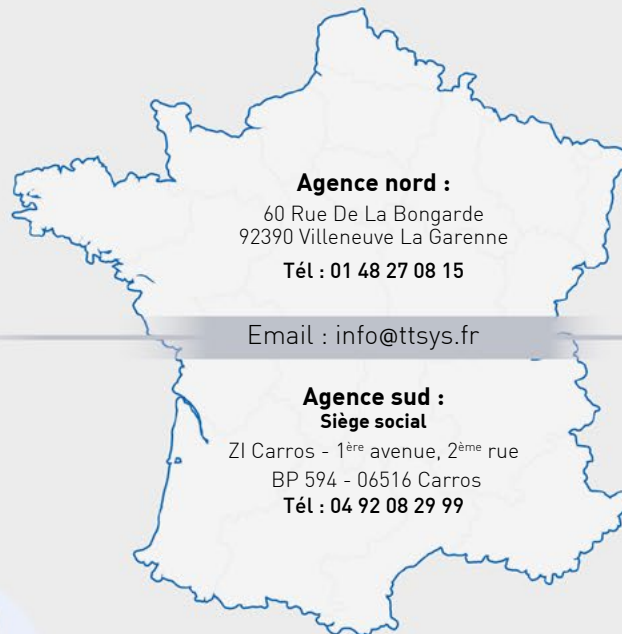 Agence nord :
60 Rue De La Bongarde
92390 Villeneuve La Garenne
Tél : 01 48 27 08 15
Email : info@ttsys.fr
Agence sud :
Siège social
ZI Carros - 1ère avenue, 2ème rue
BP 594 - 06516 Carros
Tél : 04 92 08 29 99